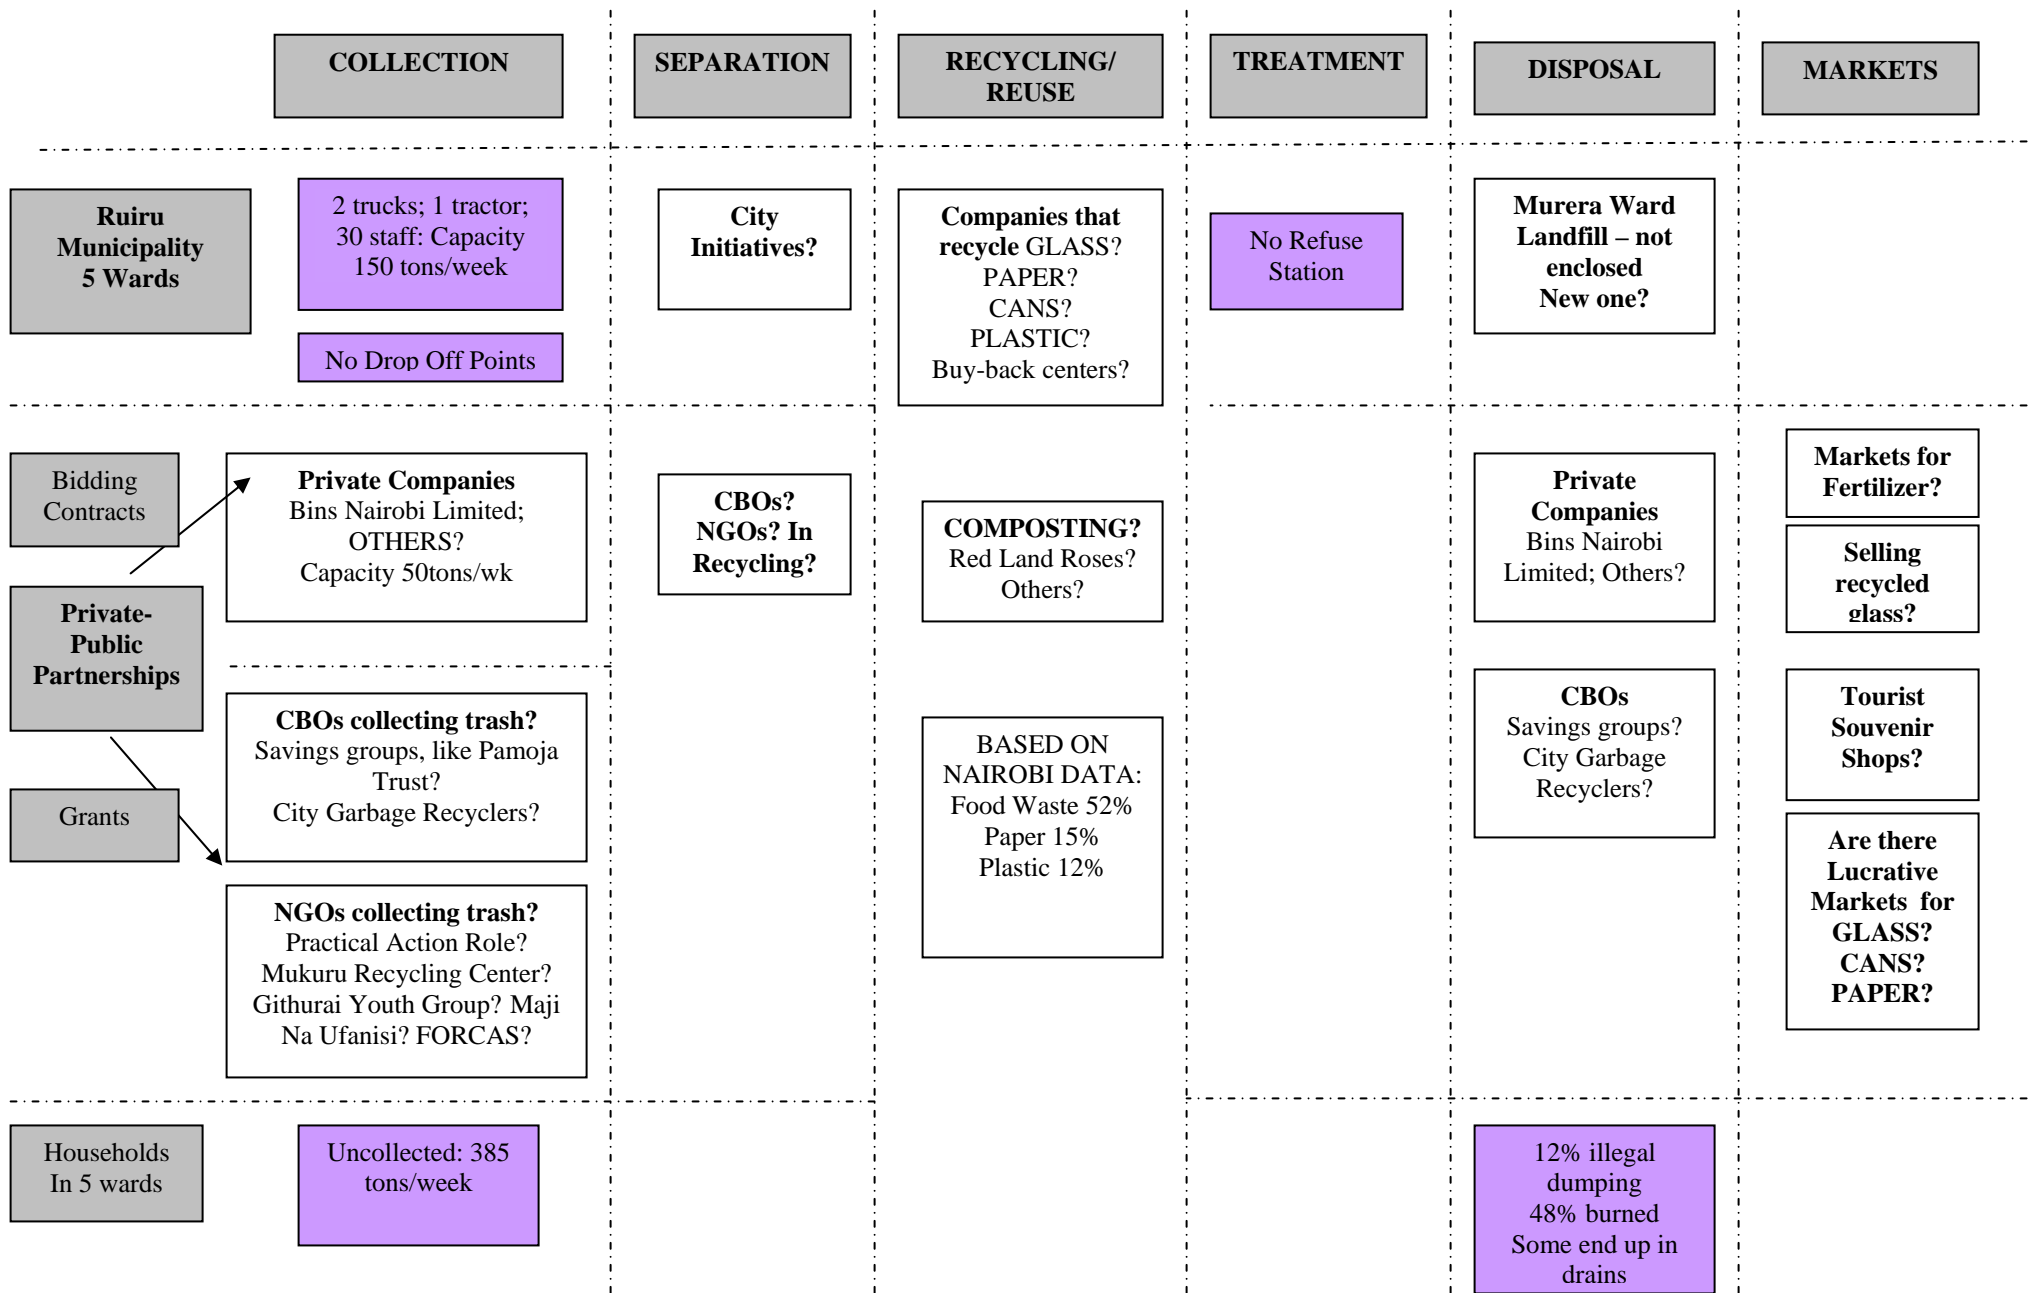 COLLECTION
SEPARATION
RECYCLING/
REUSE
TREATMENT
DISPOSAL
MARKETS
Ruiru
Municipality
5 Wards
2 trucks; 1 tractor;
30 staff: Capacity
150 tons/week
No Drop Off Points
City
Initiatives?
Companies that
recycle GLASS?
PAPER?
CANS?
PLASTIC?
Buy-back centers?
No Refuse
Station
Murera Ward
Landfill – not
enclosed
New one?
Bidding
Contracts
Private-
Public
Partnerships
Grants
Private Companies
Bins Nairobi Limited;
OTHERS?
Capacity 50tons/wk
CBOs collecting trash?
Savings groups, like Pamoja
Trust?
City Garbage Recyclers?
NGOs collecting trash?
Practical Action Role?
Mukuru Recycling Center?
Githurai Youth Group? Maji
Na Ufanisi? FORCAS?
CBOs?
NGOs? In
Recycling?
COMPOSTING?
Red Land Roses?
Others?
BASED ON
NAIROBI DATA:
Food Waste 52%
Paper 15%
Plastic 12%
Private
Companies
Bins Nairobi
Limited; Others?
CBOs
Savings groups?
City Garbage
Recyclers?
Markets for
Fertilizer?
Selling
recycled
glass?
Tourist
Souvenir
Shops?
Are there
Lucrative
Markets for
GLASS?
CANS?
PAPER?
Households
In 5 wards
Uncollected: 385
tons/week
12% illegal
dumping
48% burned
Some end up in
drains